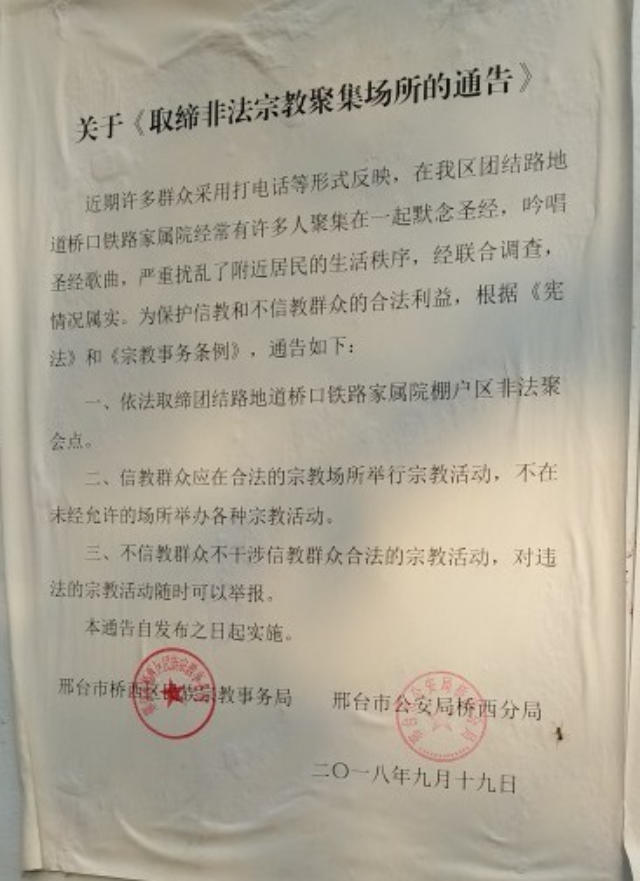 关于《取缔非法宗教聚集场所的通告》
近期许多群众采用打电话等形式反映，在我区团结路地
道桥口铁路家属院经常有许多人聚集在一起默念圣经，吟唱
圣经歌曲，严重扰乱了附近居民的生活秩序，经联合调查，
情况属实。为保护信教和不信教群众的合法利益，根据《宪
法》和《宗教事务条例》，通告如下：
一、依法取缔团结路地道桥口铁路家属院棚户区非法聚
会点。
二、信教群众应在合法的宗教场所举行宗教活动，不在
未经允许的场所举办各种宗教活动。
三、不信教群众不干涉信教群众合法的宗教活动，对违
法的宗教活动随时可以举报。
本通告自发布之日起实施。
邢台市桥西区族宗教事务局 邢台市公安局桥西分局
二〇一八年九月十九日